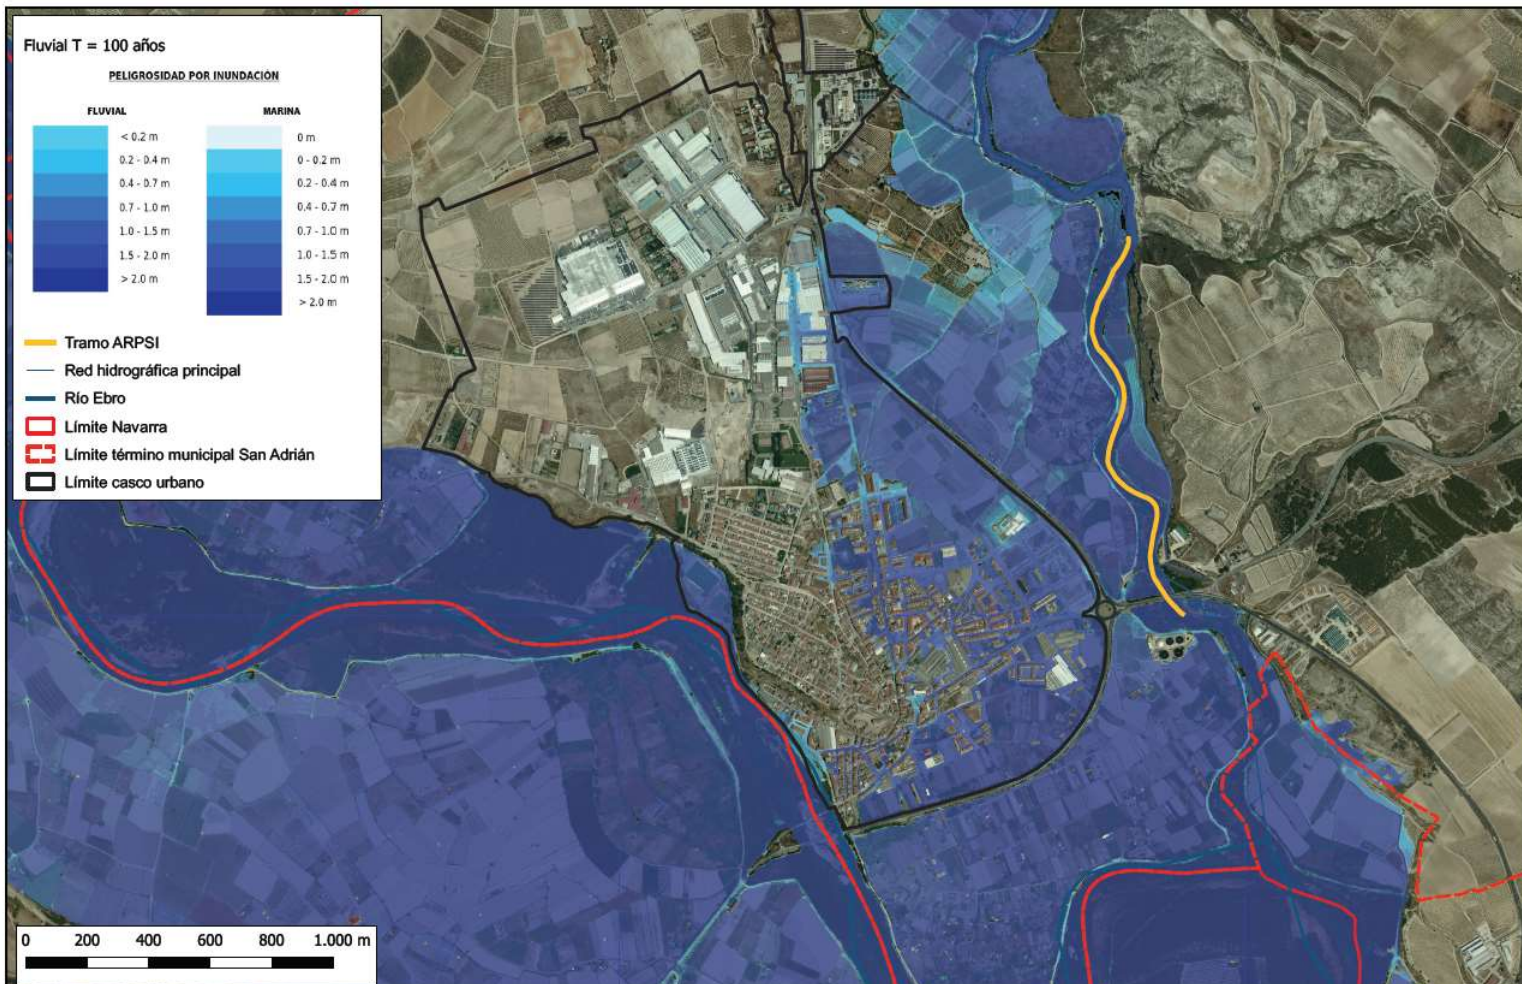 Fluvial T = 100 años
PELIGROSIDAD POR INUNDACIÓN
FLUVIAL
< 0.2 m
0.2 - 0.4 m
0.4 - 0.7 m
0.7 - 1.0 m
1.0 - 1.5 m
1.5 - 2.0 m
> 2.0 m
MARINA
0 m
0 - 0.2 m
0.2 - 0.4 m
0.4 - 0.7 m
0.7 - 1.0 m
1.0 - 1.5 m
1.5 - 2.0 m
> 2.0 m
Tramo ARPSI
Red hidrográfica principal
Río Ebro
Límite Navarra
Límite término municipal San Adrián
Límite casco urbano
0 200 400 600 800 1.000 m